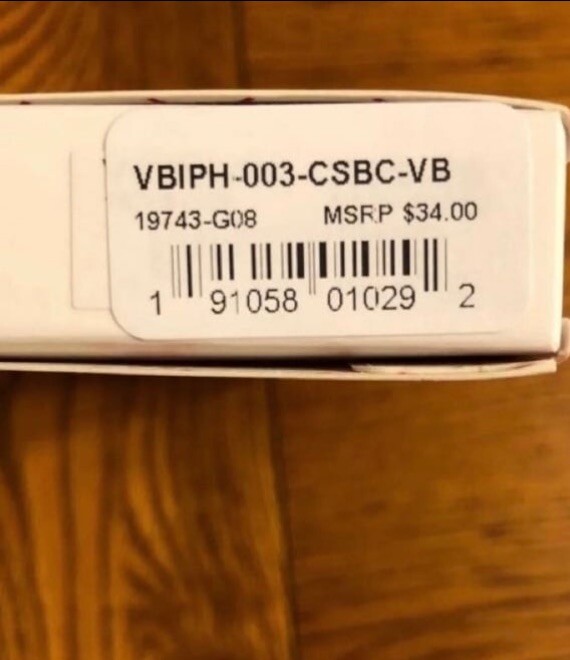 VBIPH-003-CSBC-VB
19743-G08 MSRP $34.00
1 91058 01029 2